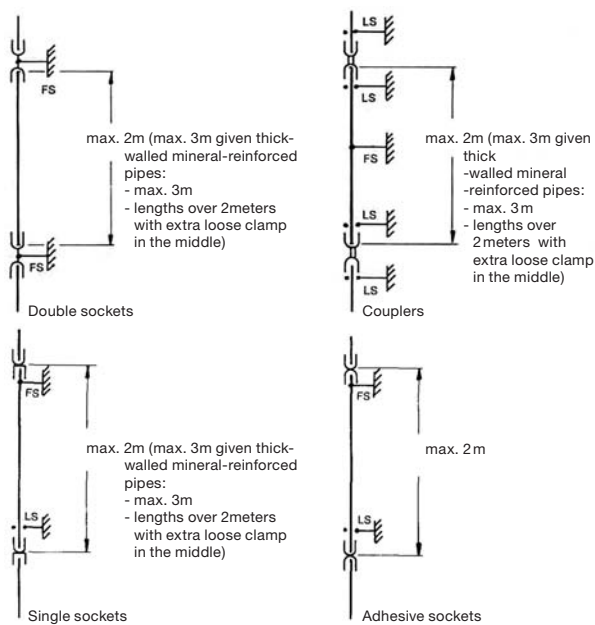 FS
max. 2m (max. 3m given thick-
walled mineral-reinforced
pipes:
- max. 3m
- lengths over 2meters
with extra loose clamp
in the middle)
FS
Double sockets
LS
LS
FS
LS
LS
max. 2m (max. 3m given
thick
-walled mineral
-reinforced pipes:
- max. 3m
- lengths over
2meters with
extra loose clamp
in the middle)
Couplers
FS
max. 2m (max. 3m given thick-
walled mineral-reinforced
pipes:
- max. 3m
- lengths over 2meters
with extra loose clamp
in the middle)
LS
Single sockets
FS
max. 2m
LS
Adhesive sockets